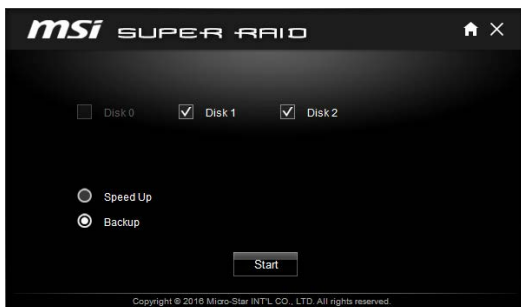 msi SUPER RAID
Disk 0 Disk 1 Disk 2
Speed Up
Backup
Start
Copyright © 2016 Micro-Star INT'L CO., LTD. All rights reserved.